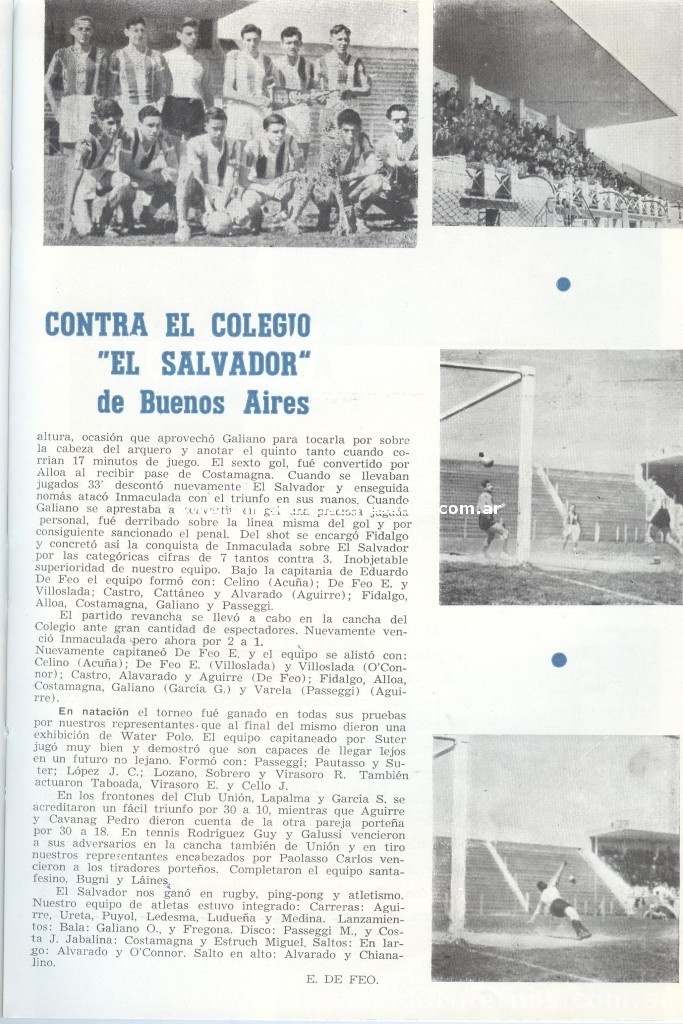 CONTRA EL COLEGIO
"EL SALVADOR"
de Buenos Aires
altura, ocasión que aprovechó Galiano para tocarla por sobre
la cabeza del arquero y anotar el quinto tanto cuando co-
rrían 17 minutos de juego. El sexto gol, fué convertido por
Alloa al recibir pase de Costamagna. Cuando se llevaban
jugados 33' descontó nuevamente El Salvador y enseguida
nomás atacó Inmaculada con el triunfo en sus manos. Cuando
Galiano se aprestaba a convertir en gol una preciosa jugada
com.ar
personal, fué derribado sobre la línea misma del gol y por
consiguiente sancionado el penal. Del shot se encargó Fidalgo
y concretó así la conquista de Inmaculada sobre El Salvador
por las categóricas cifras de 7 tantos contra 3. Inobjetable
superioridad de nuestro equipo. Bajo la capitanía de Eduardo
De Feo el equipo formó con: Celino (Acuña); De Feo E. y
Villoslada; Castro, Cattáneo y Alvarado (Aguirre); Fidalgo,
Alloa, Costamagna, Galiano y Passeggi.
El partido revancha se llevó a cabo en la cancha del
Colegio ante gran cantidad de espectadores. Nuevamente ven-
ció Inmaculada pero ahora por 2 a 1.
Nuevamente capitaneó De Feo E. y el equipo se alistó con:
Celino (Acuña); De Feo E. (Villoslada) y Villoslada (O'Con-
nor); Castro, Alavarado y Aguirre (De Feo); Fidalgo, Alloa,
Costamagna, Galiano (García G.) y Varela (Passeggi) (Agui-
rre).
En natación el torneo fué ganado en todas sus pruebas
por nuestros representantes que al final del mismo dieron una
exhibición de Water Polo. El equipo capitaneado por Suter
jugó muy bien y demostró que son capaces de llegar lejos
en un futuro no lejano. Formó con: Passeggi; Pautasso y Su-
ter; López J. C.; Lozano, Sobrero y Virasoro R. También
actuaron Taboada, Virasoro E. y Cello J.
En los frontones del Club Unión, Lapalma y García S. se
acreditaron un fácil triunfo por 30 a 10, mientras que Aguirre
y Cavanag Pedro dieron cuenta de la otra pareja porteña
por 30 a 18. En tennis Rodríguez Guy y Galussi vencieron
a sus adversarios en la cancha también de Unión y en tiro
nuestros representantes encabezados por Paolasso Carlos ven-
cieron a los tiradores porteños. Completaron el equipo santa-
fesino, Bugni y Láines.
El Salvador nos ganó en rugby, ping-pong y atletismo.
Nuestro equipo de atletas estuvo integrado: Carreras: Agui-
rre, Ureta, Puyol, Ledesma, Ludueña y Medina. Lanzamien-
tos: Bala: Galiano O., y Fregona. Disco: Passeggi M., y Cos-
ta J. Jabalina: Costamagna y Estruch Miguel. Saltos: En lar-
go: Alvarado y O'Connor. Salto en alto: Alvarado y Chiana-
lino.
E. DE FEO.